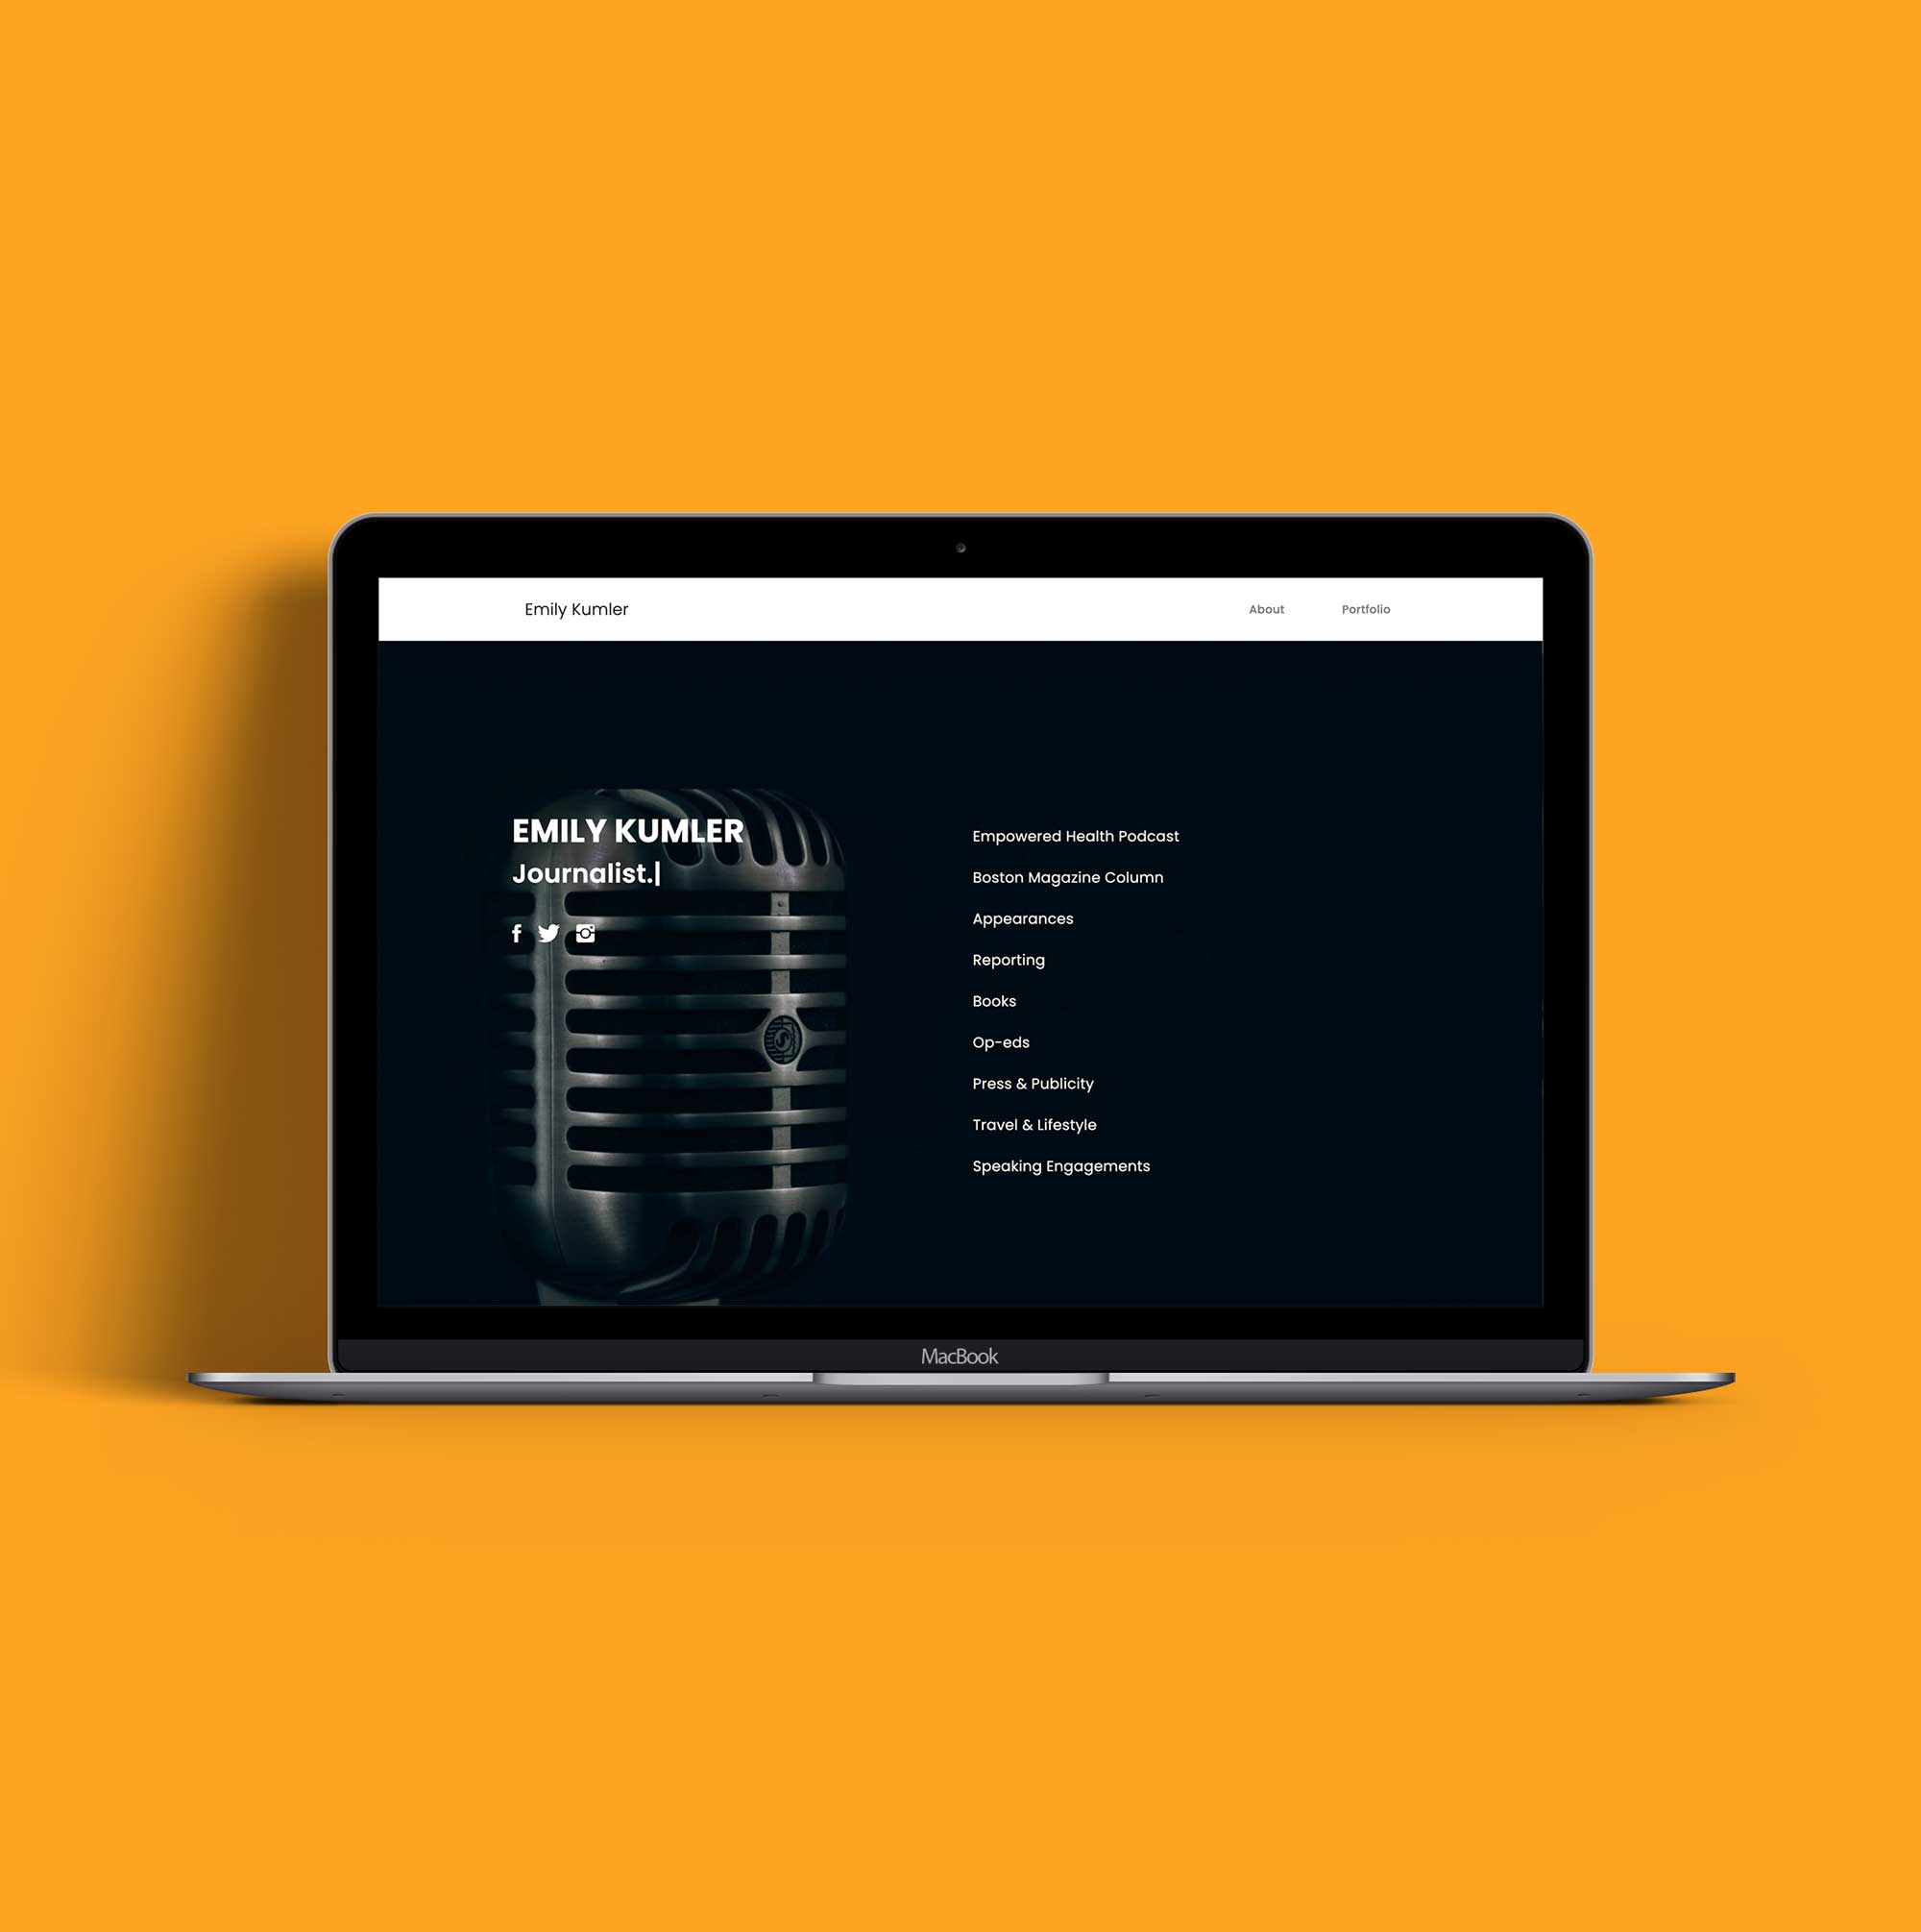 Emily Kumler
About
Portfolio
EMILY KUMLER
Journalist.|
Empowered Health Podcast
Boston Magazine Column
Appearances
Reporting
Books
Op-eds
Press & Publicity
Travel & Lifestyle
Speaking Engagements
MacBook